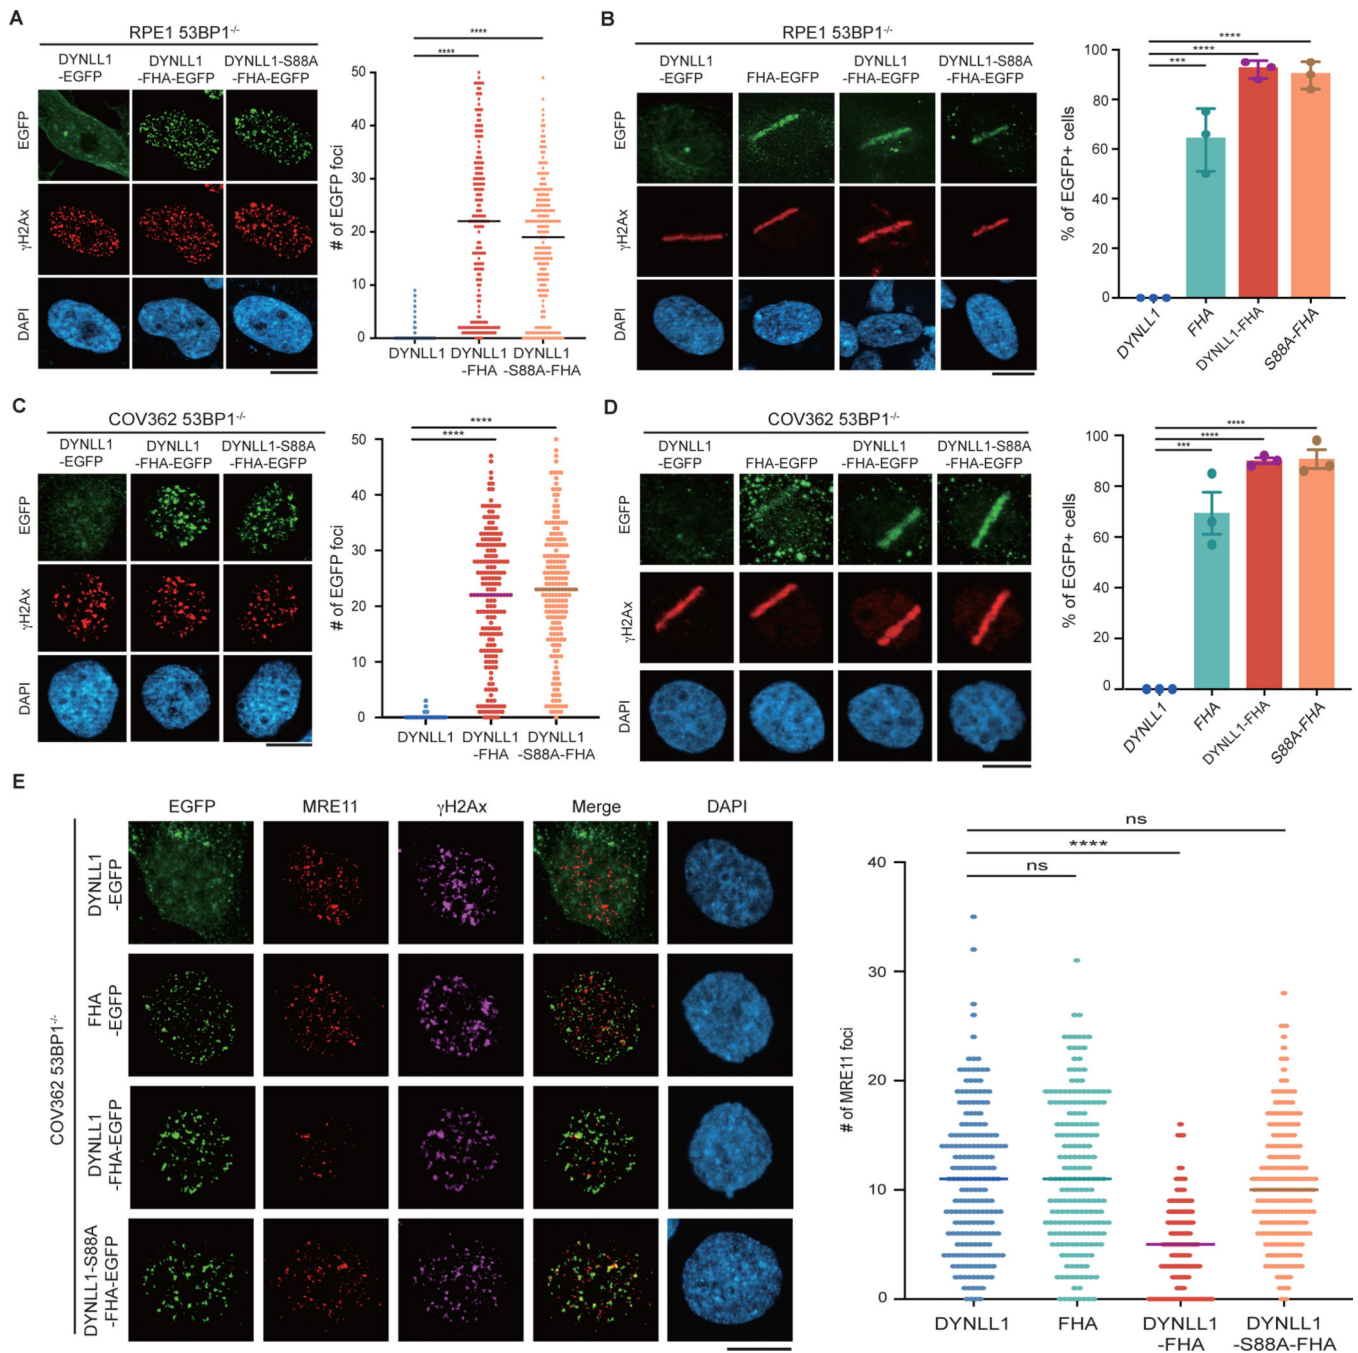 A
RPE1 53BP1-/-
DYNLL1
-EGFP
DYNLL1
-FHA-EGFP
DYNLL1-S88A
-FHA-EGFP
EGFP
γH2Ax
DAPI
# of EGFP foci
50
40
30
20
10
0
****
****
DYNLL1
DYNLL1
-FHA
DYNLL1
-S88A-FHA
B
RPE1 53BP1-/-
DYNLL1
-EGFP
FHA-EGFP
DYNLL1
-FHA-EGFP
DYNLL1-S88A
-FHA-EGFP
EGFP
γH2Ax
DAPI
% of EGFP+ cells
100
80
60
40
20
0
****
****
***
DYNLL1
FHA
DYNLL1-FHA
S88A-FHA
C
COV362 53BP1-/-
DYNLL1
-EGFP
DYNLL1
-FHA-EGFP
DYNLL1-S88A
-FHA-EGFP
EGFP
γH2Ax
DAPI
# of EGFP foci
50
40
30
20
10
0
****
****
DYNLL1
DYNLL1
-FHA
DYNLL1
-S88A-FHA
D
COV362 53BP1-/-
DYNLL1
-EGFP
FHA-EGFP
DYNLL1
-FHA-EGFP
DYNLL1-S88A
-FHA-EGFP
EGFP
γH2Ax
DAPI
% of EGFP+ cells
100
80
60
40
20
0
****
****
***
DYNLL1
FHA
DYNLL1-FHA
S88A-FHA
E
EGFP MRE11 γH2Ax Merge DAPI
COV362 53BP1-/-
DYNLL1
-EGFP
FHA
-EGFP
DYNLL1
-FHA-EGFP
DYNLL1-S88A
-FHA-EGFP
# of MRE11 foci
40
30
20
10
0
ns
****
ns
DYNLL1
FHA
DYNLL1
-FHA
DYNLL1
-S88A-FHA